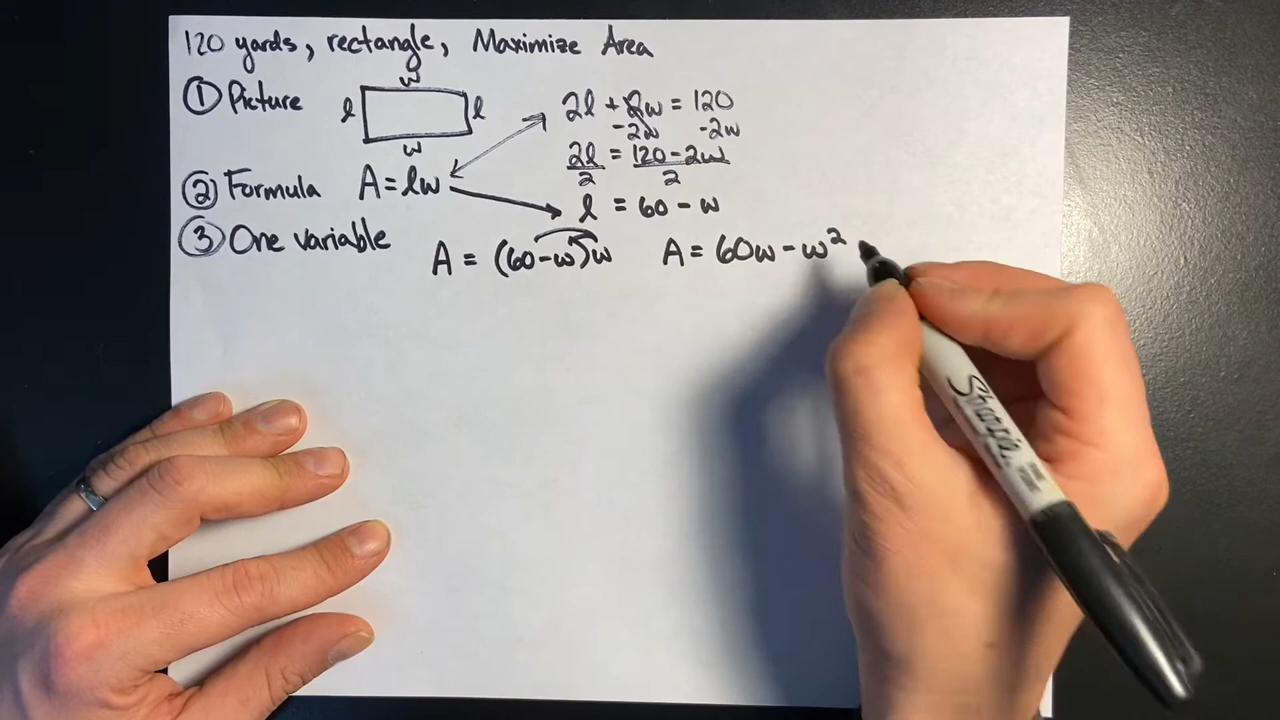 120 yards, rectangle, Maximize Area
① Picture
w
l l
w
2l + 2w = 120
-2w -2w
2l = 120 - 2w
2 2
② Formula A = lw
l = 60 - w
③ One variable
A = (60-w)w A = 60w - w²
Sharpie